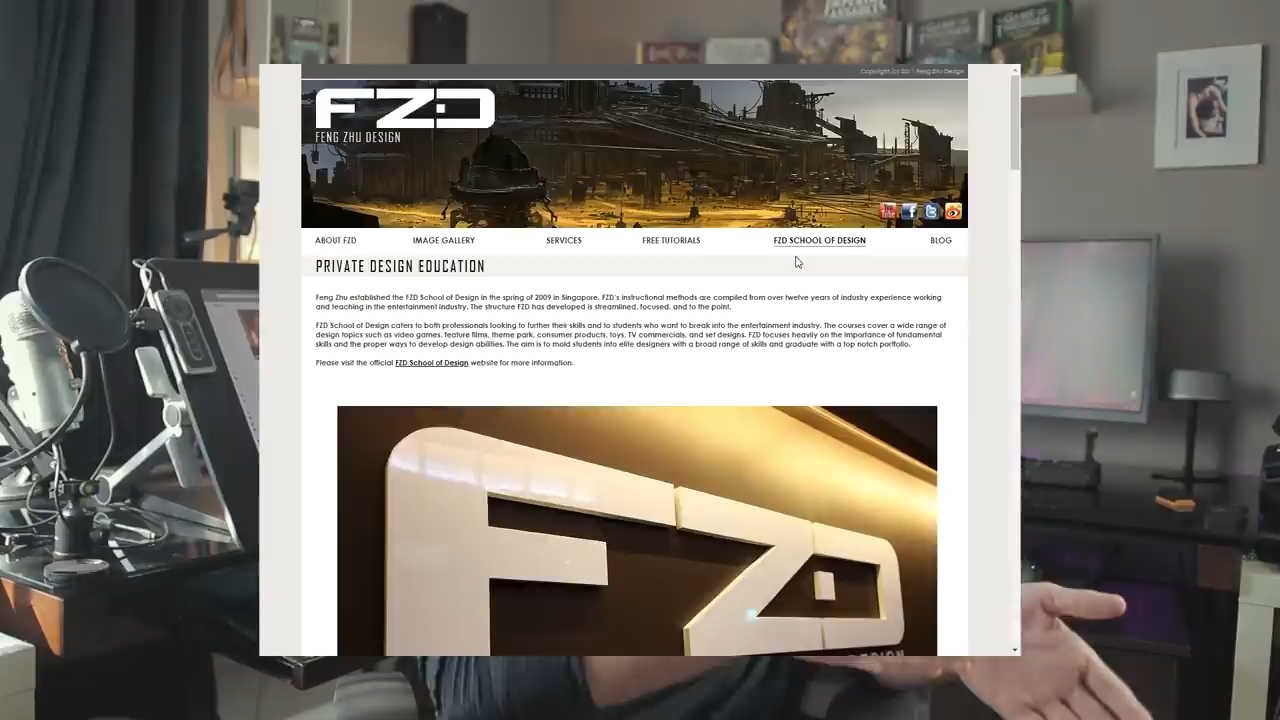 Feng Zhu Design
FZD
FENG ZHU DESIGN
ABOUT FZD
IMAGE GALLERY
SERVICES
FREE TUTORIALS
FZD SCHOOL OF DESIGN
BLOG
PRIVATE DESIGN EDUCATION
Feng Zhu established the FZD School of Design in the spring of 2009 in Singapore. FZD's instructional methods are compiled from over twelve years of industry experience working
and teaching in the entertainment industry. The structure FZD has developed is streamlined, focused, and to the point.
FZD School of Design caters to both professionals looking to further their skills and to students who want to break into the entertainment industry. The courses cover a wide range of
design topics such as video games, feature films, theme park, consumer products, toys, TV commercials, and set designs. FZD focuses heavily on the importance of fundamental
skills and the proper ways to develop design abilities. The aim is to mold students into elite designers with a broad range of skills and graduate with a top notch portfolio.
Please visit the official FZD School of Design website for more information.
FZD